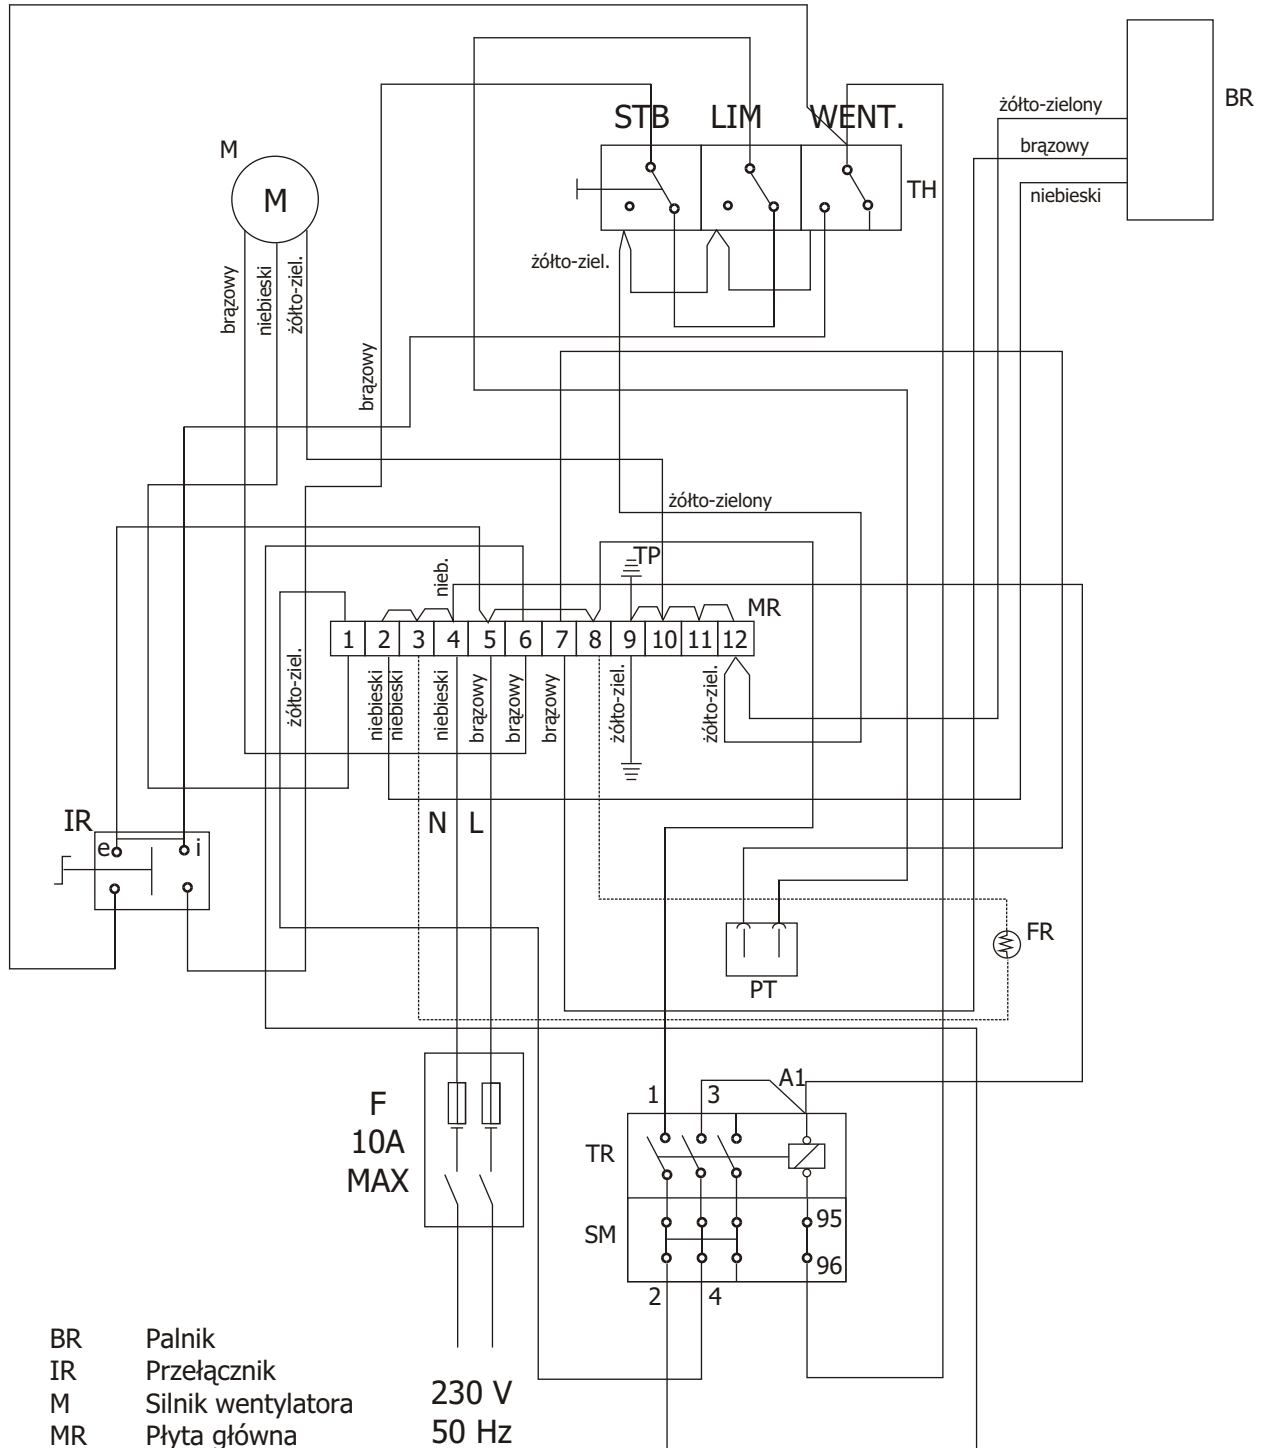 STB LIM WENT.
żółto-zielony
BR
brązowy
niebieski
M
M
TH
żółto-ziel.
brązowy
niebieski
żółto-ziel.
brązowy
żółto-zielony
TP
nieb.
MR
1 2 3 4 5 6 7 8 9 10 11 12
żółto-ziel.
niebieski
niebieski
niebieski
brązowy
brązowy
brązowy
żółto-ziel.
żółto-ziel.
N L
IR
e i
FR
PT
F
10A
MAX
1 3 A1
TR
SM
95
96
2 4
BR Palnik
IR Przełącznik
M Silnik wentylatora
MR Płyta główna
230 V
50 Hz